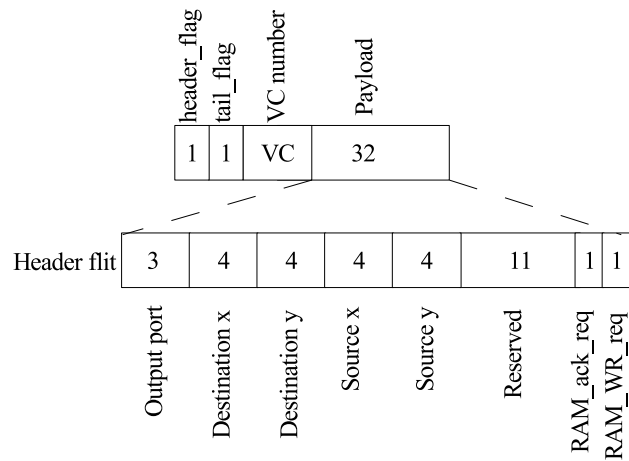 header_flag
tail_flag
VC number
Payload
1
1
VC
32
Header flit
3
4
4
4
4
11
1
1
Output port
Destination x
Destination y
Source x
Source y
Reserved
RAM_ack_req
RAM_WR_req